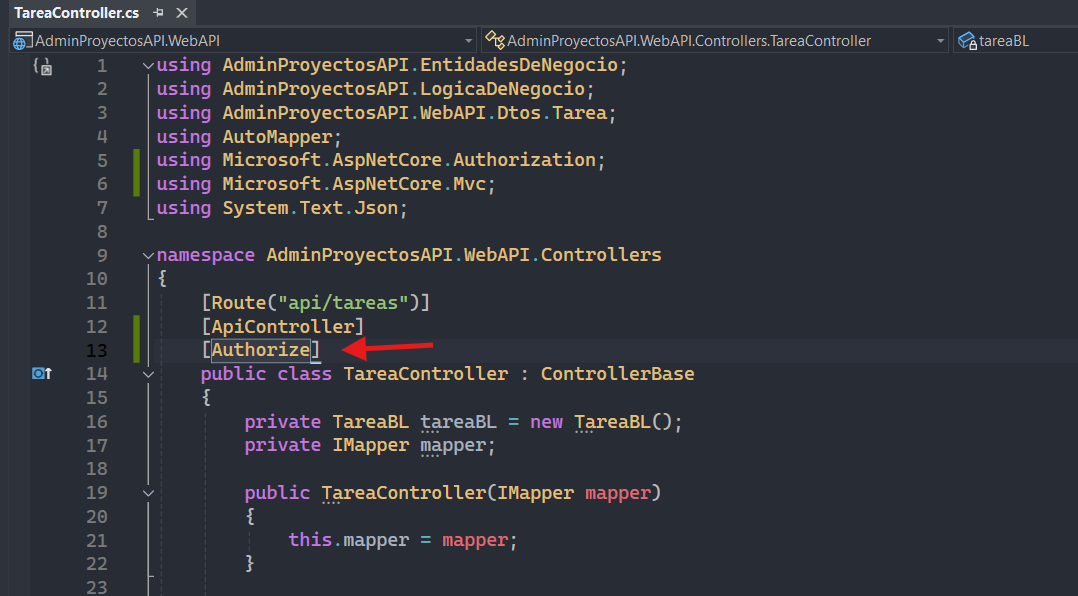 TareaController.cs
AdminProyectosAPI.WebAPI AdminProyectosAPI.WebAPI.Controllers.TareaController tareaBL
1 using AdminProyectosAPI.EntidadesDeNegocio;
2 using AdminProyectosAPI.LogicaDeNegocio;
3 using AdminProyectosAPI.WebAPI.Dtos.Tarea;
4 using AutoMapper;
5 using Microsoft.AspNetCore.Authorization;
6 using Microsoft.AspNetCore.Mvc;
7 using System.Text.Json;
8
9 namespace AdminProyectosAPI.WebAPI.Controllers
10 {
11 [Route("api/tareas")]
12 [ApiController]
13 [Authorize]
14 public class TareaController : ControllerBase
15 {
16 private TareaBL tareaBL = new TareaBL();
17 private IMapper mapper;
18
19 public TareaController(IMapper mapper)
20 {
21 this.mapper = mapper;
22 }
23